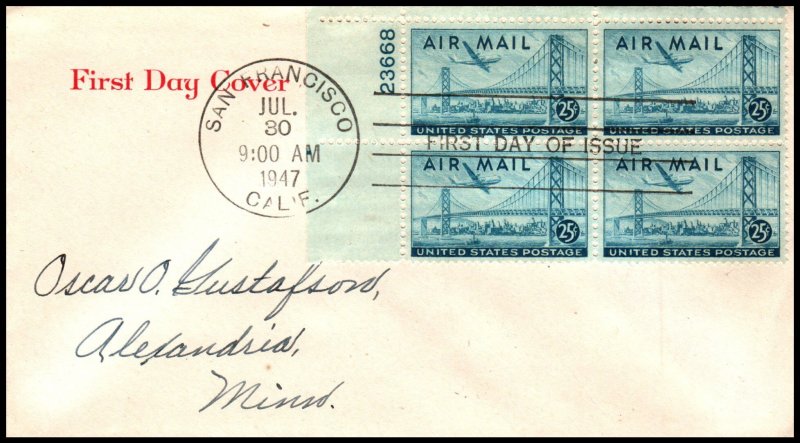 First Day Cover
SAN FRANCISCO
JUL.
30
9:00 AM
1947
CALIF.
23668
AIR MAIL
25¢
UNITED STATES POSTAGE
AIR MAIL
25¢
UNITED STATES POSTAGE
FIRST DAY OF ISSUE
AIR MAIL
25¢
UNITED STATES POSTAGE
AIR MAIL
25¢
UNITED STATES POSTAGE
Oscar O. Gustafson,
Alexandria,
Minn.